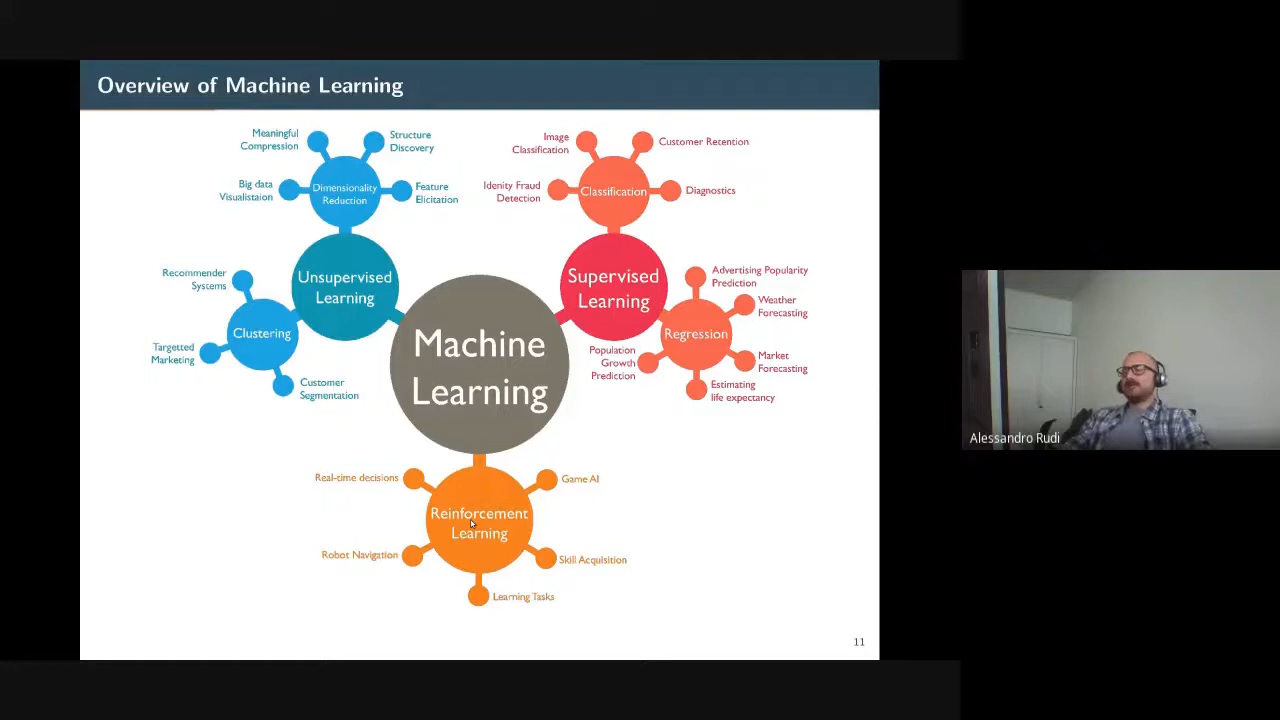 Overview of Machine Learning
Meaningful
Compression
Structure
Discovery
Big data
Visualistaion
Dimensionality
Reduction
Feature
Elicitation
Image
Classification
Customer Retention
Idenity Fraud
Detection
Classification
Diagnostics
Recommender
Systems
Unsupervised
Learning
Supervised
Learning
Advertising Popularity
Prediction
Weather
Forecasting
Clustering
Regression
Targetted
Marketing
Customer
Segmentation
Machine
Learning
Population
Growth
Prediction
Market
Forecasting
Estimating
life expectancy
Alessandro Rudi
Real-time decisions
Game AI
Reinforcement
Learning
Robot Navigation
Skill Acquisition
Learning Tasks
11